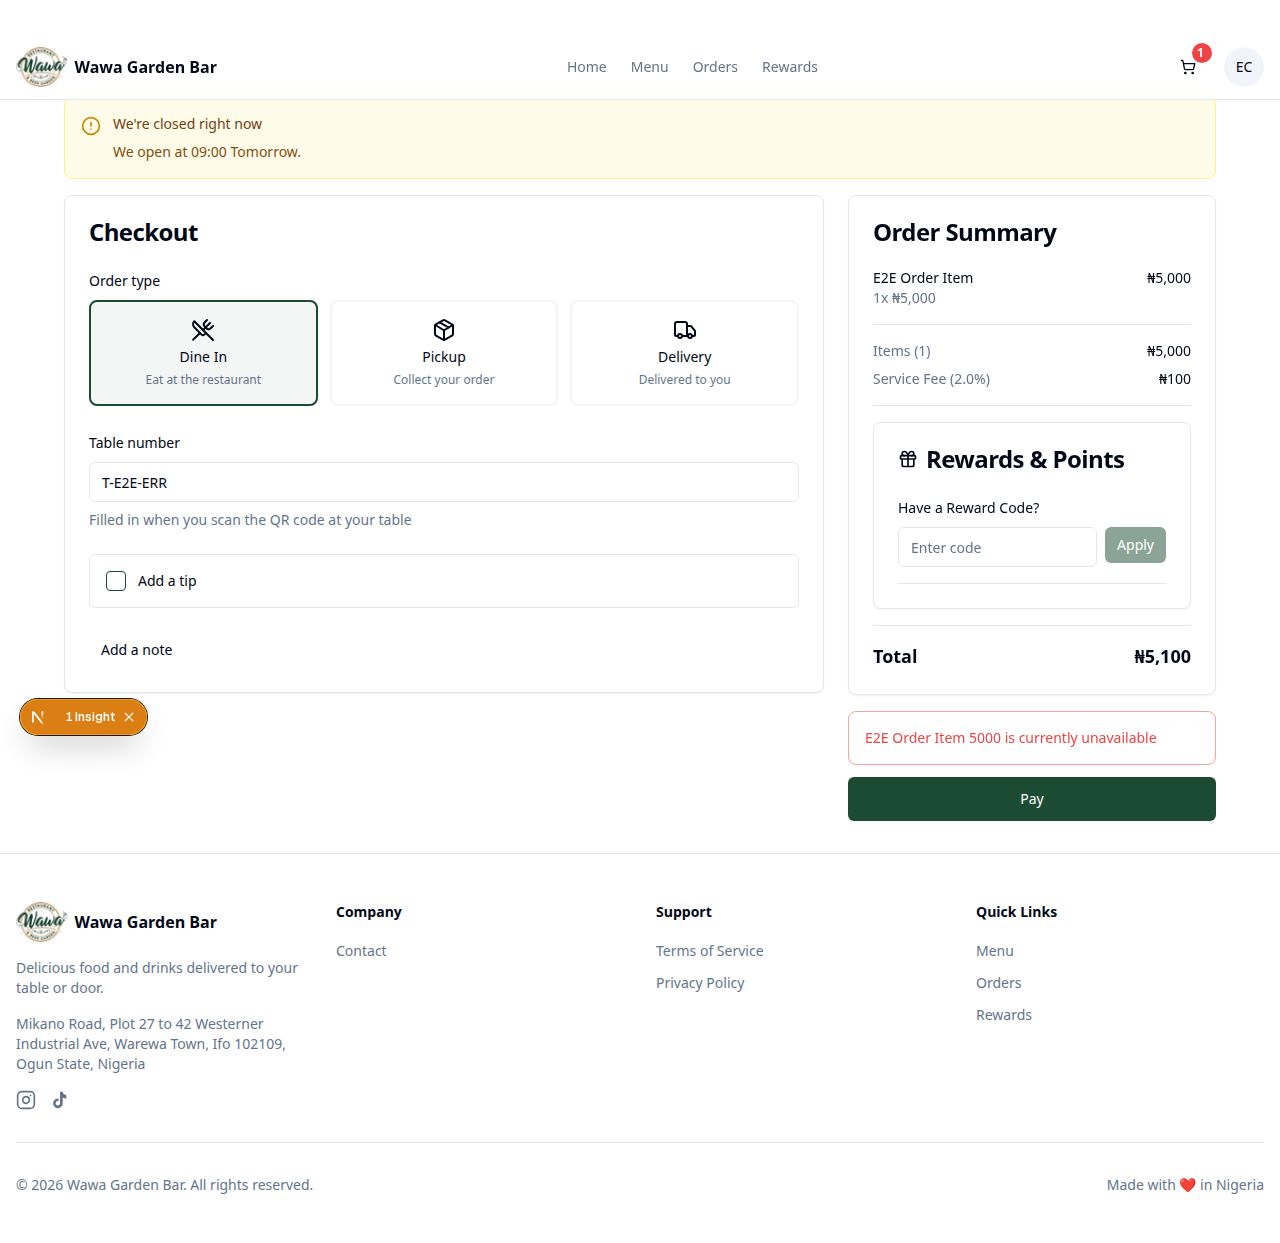 Wawa
Wawa Garden Bar
Home
Menu
Orders
Rewards
1
EC
We're closed right now
We open at 09:00 Tomorrow.
Checkout
Order type
Dine In
Eat at the restaurant
Pickup
Collect your order
Delivery
Delivered to you
Table number
T-E2E-ERR
Filled in when you scan the QR code at your table
Add a tip
Add a note
Order Summary
E2E Order Item
₦5,000
1x ₦5,000
Items (1)
₦5,000
Service Fee (2.0%)
₦100
Rewards & Points
Have a Reward Code?
Enter code
Apply
Total
₦5,100
N
1 Insight
E2E Order Item 5000 is currently unavailable
Pay
Wawa
Wawa Garden Bar
Delicious food and drinks delivered to your
table or door.
Mikano Road, Plot 27 to 42 Westerner
Industrial Ave, Warewa Town, Ifo 102109,
Ogun State, Nigeria
Company
Contact
Support
Terms of Service
Privacy Policy
Quick Links
Menu
Orders
Rewards
© 2026 Wawa Garden Bar. All rights reserved.
Made with ❤️ in Nigeria